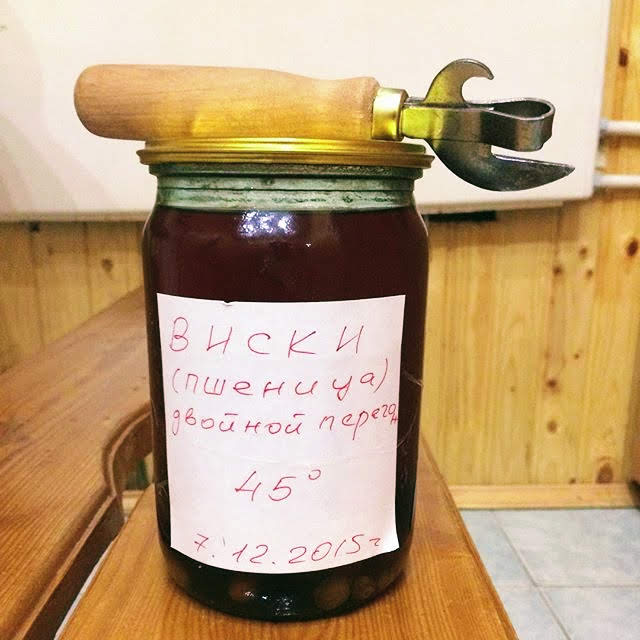 виски
(пшеница)
двойной перегон
45°
7.12.2015г